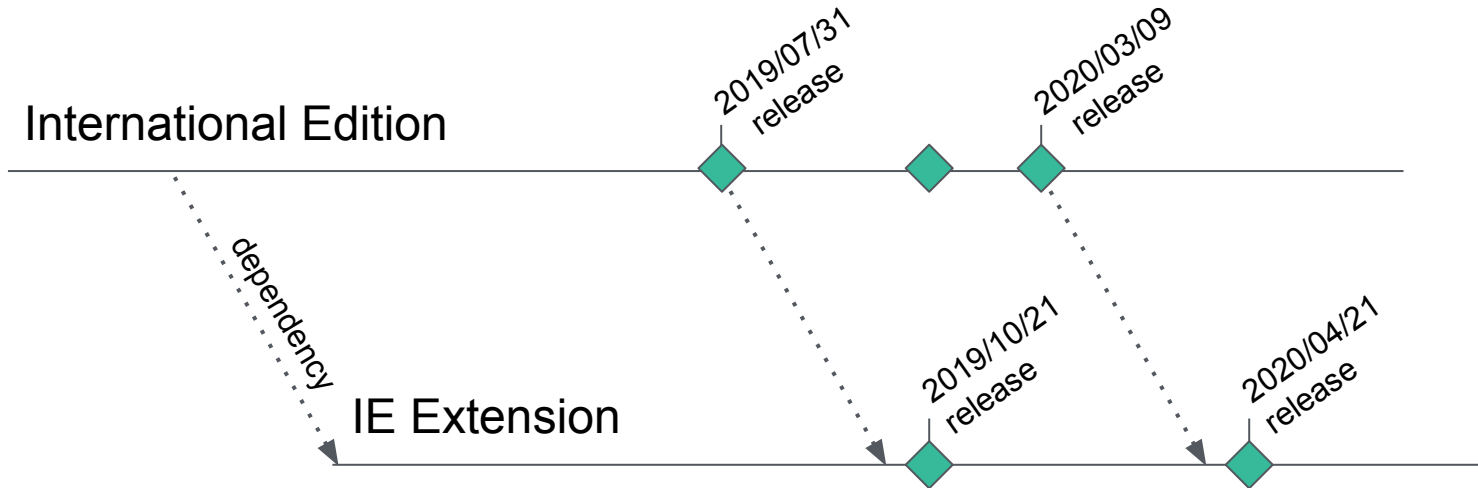 2019/07/31
release
2020/03/09
release
International Edition
dependency
2019/10/21
release
2020/04/21
release
IE Extension